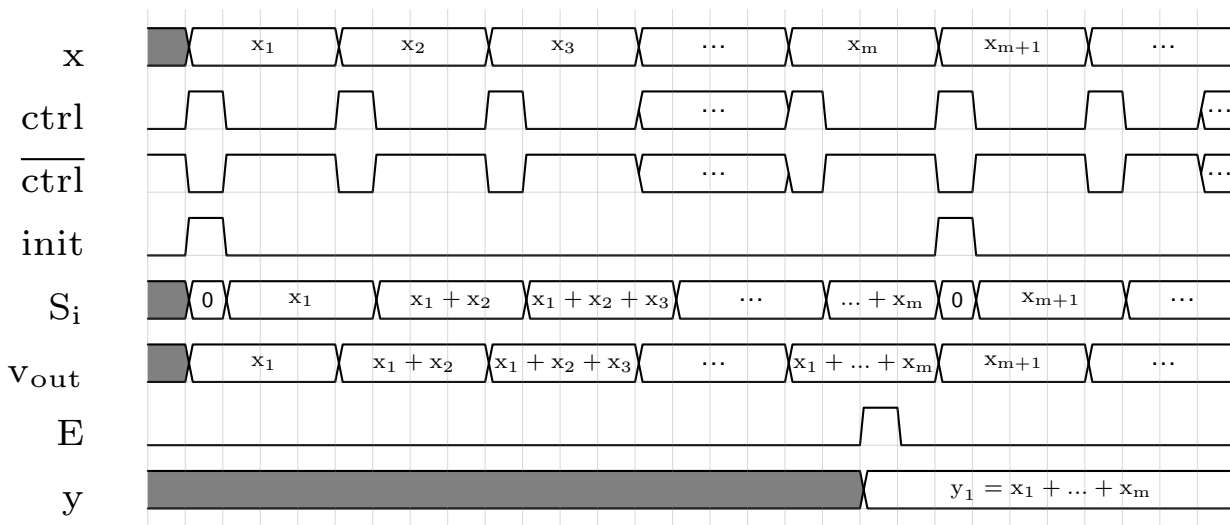 x x₁ x₂ x₃ ... xₘ xₘ₊₁ ...
ctrl ... ...
c̅t̅r̅l̅ ... ...
init
Sᵢ 0 x₁ x₁ + x₂ x₁ + x₂ + x₃ ... ... + xₘ 0 xₘ₊₁ ...
vₒᵤₜ x₁ x₁ + x₂ x₁ + x₂ + x₃ ... x₁ + ... + xₘ xₘ₊₁ ...
E
y y₁ = x₁ + ... + xₘ